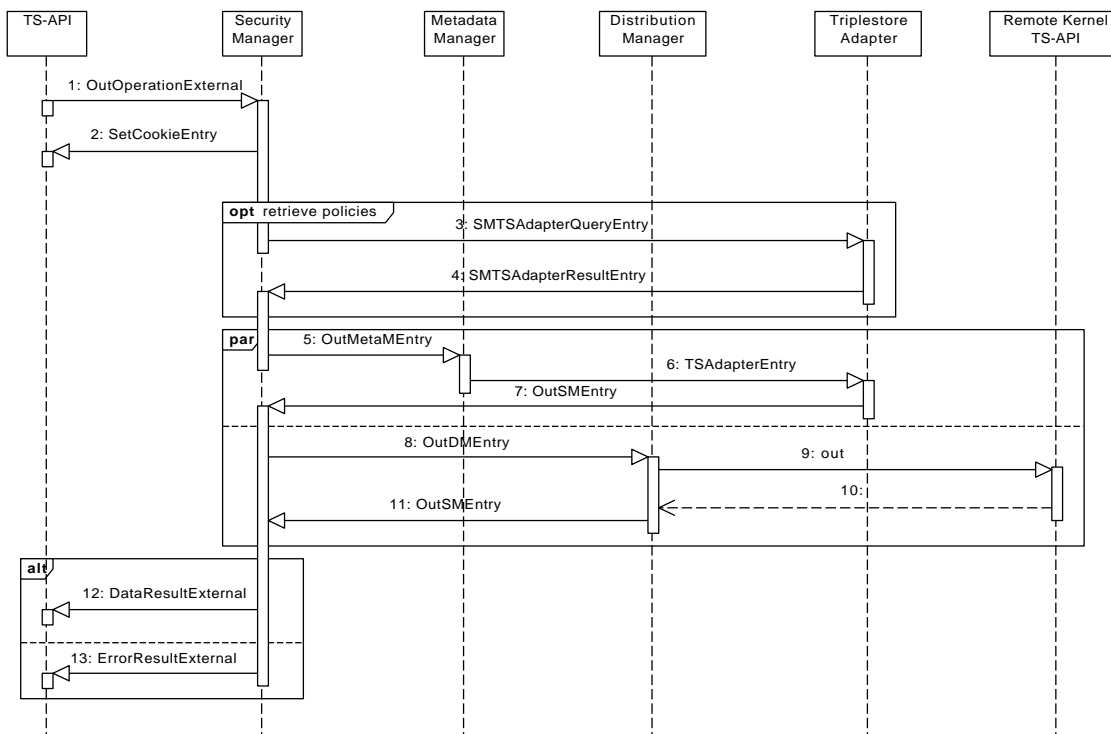 TS-API
Security
Manager
Metadata
Manager
Distribution
Manager
Triplestore
Adapter
Remote Kernel
TS-API
1: OutOperationExternal
2: SetCookieEntry
opt retrieve policies
3: SMTSAdapterQueryEntry
4: SMTSAdapterResultEntry
par
5: OutMetaMEntry
6: TSAdapterEntry
7: OutSMEntry
8: OutDMEntry
9: out
10:
11: OutSMEntry
alt
12: DataResultExternal
13: ErrorResultExternal